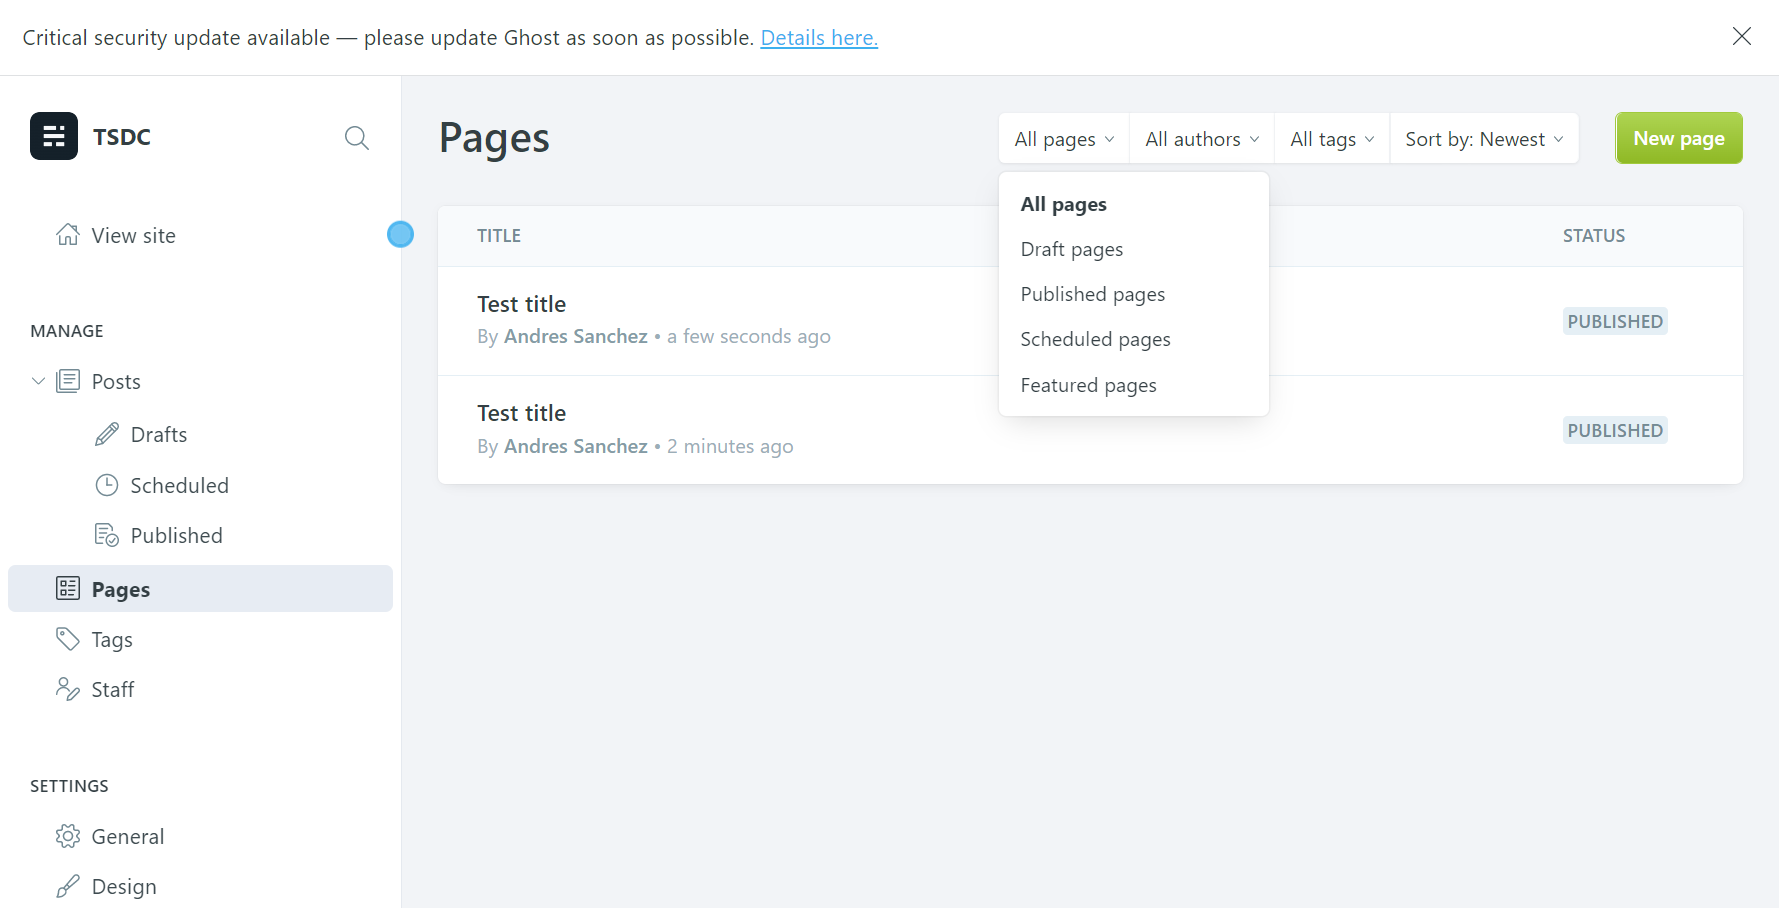 Critical security update available — please update Ghost as soon as possible. Details here.
TSDC
View site
MANAGE
Posts
Drafts
Scheduled
Published
Pages
Tags
Staff
SETTINGS
General
Design
Pages
All pages
All authors
All tags
Sort by: Newest
New page
All pages
Draft pages
Published pages
Scheduled pages
Featured pages
TITLE
STATUS
Test title
By Andres Sanchez • a few seconds ago
PUBLISHED
Test title
By Andres Sanchez • 2 minutes ago
PUBLISHED